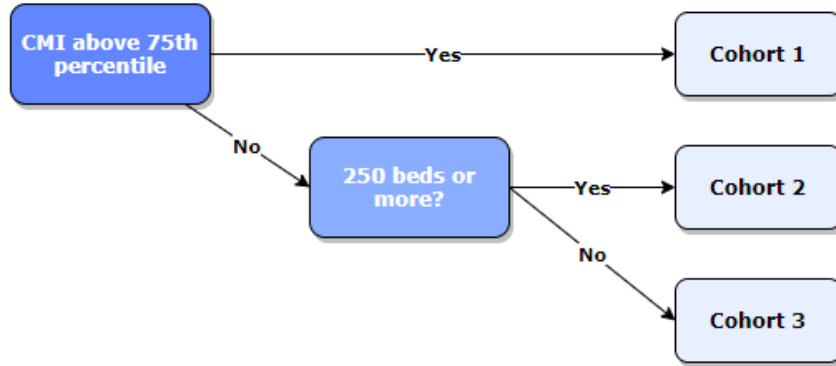 CMI above 75th
percentile
Yes
Cohort 1
No
250 beds or
more?
Yes
Cohort 2
No
Cohort 3